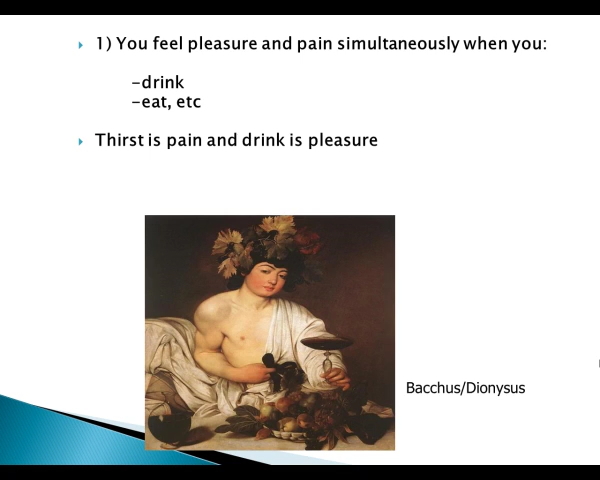 1) You feel pleasure and pain simultaneously when you:
-drink
-eat, etc
Thirst is pain and drink is pleasure
Bacchus/Dionysus